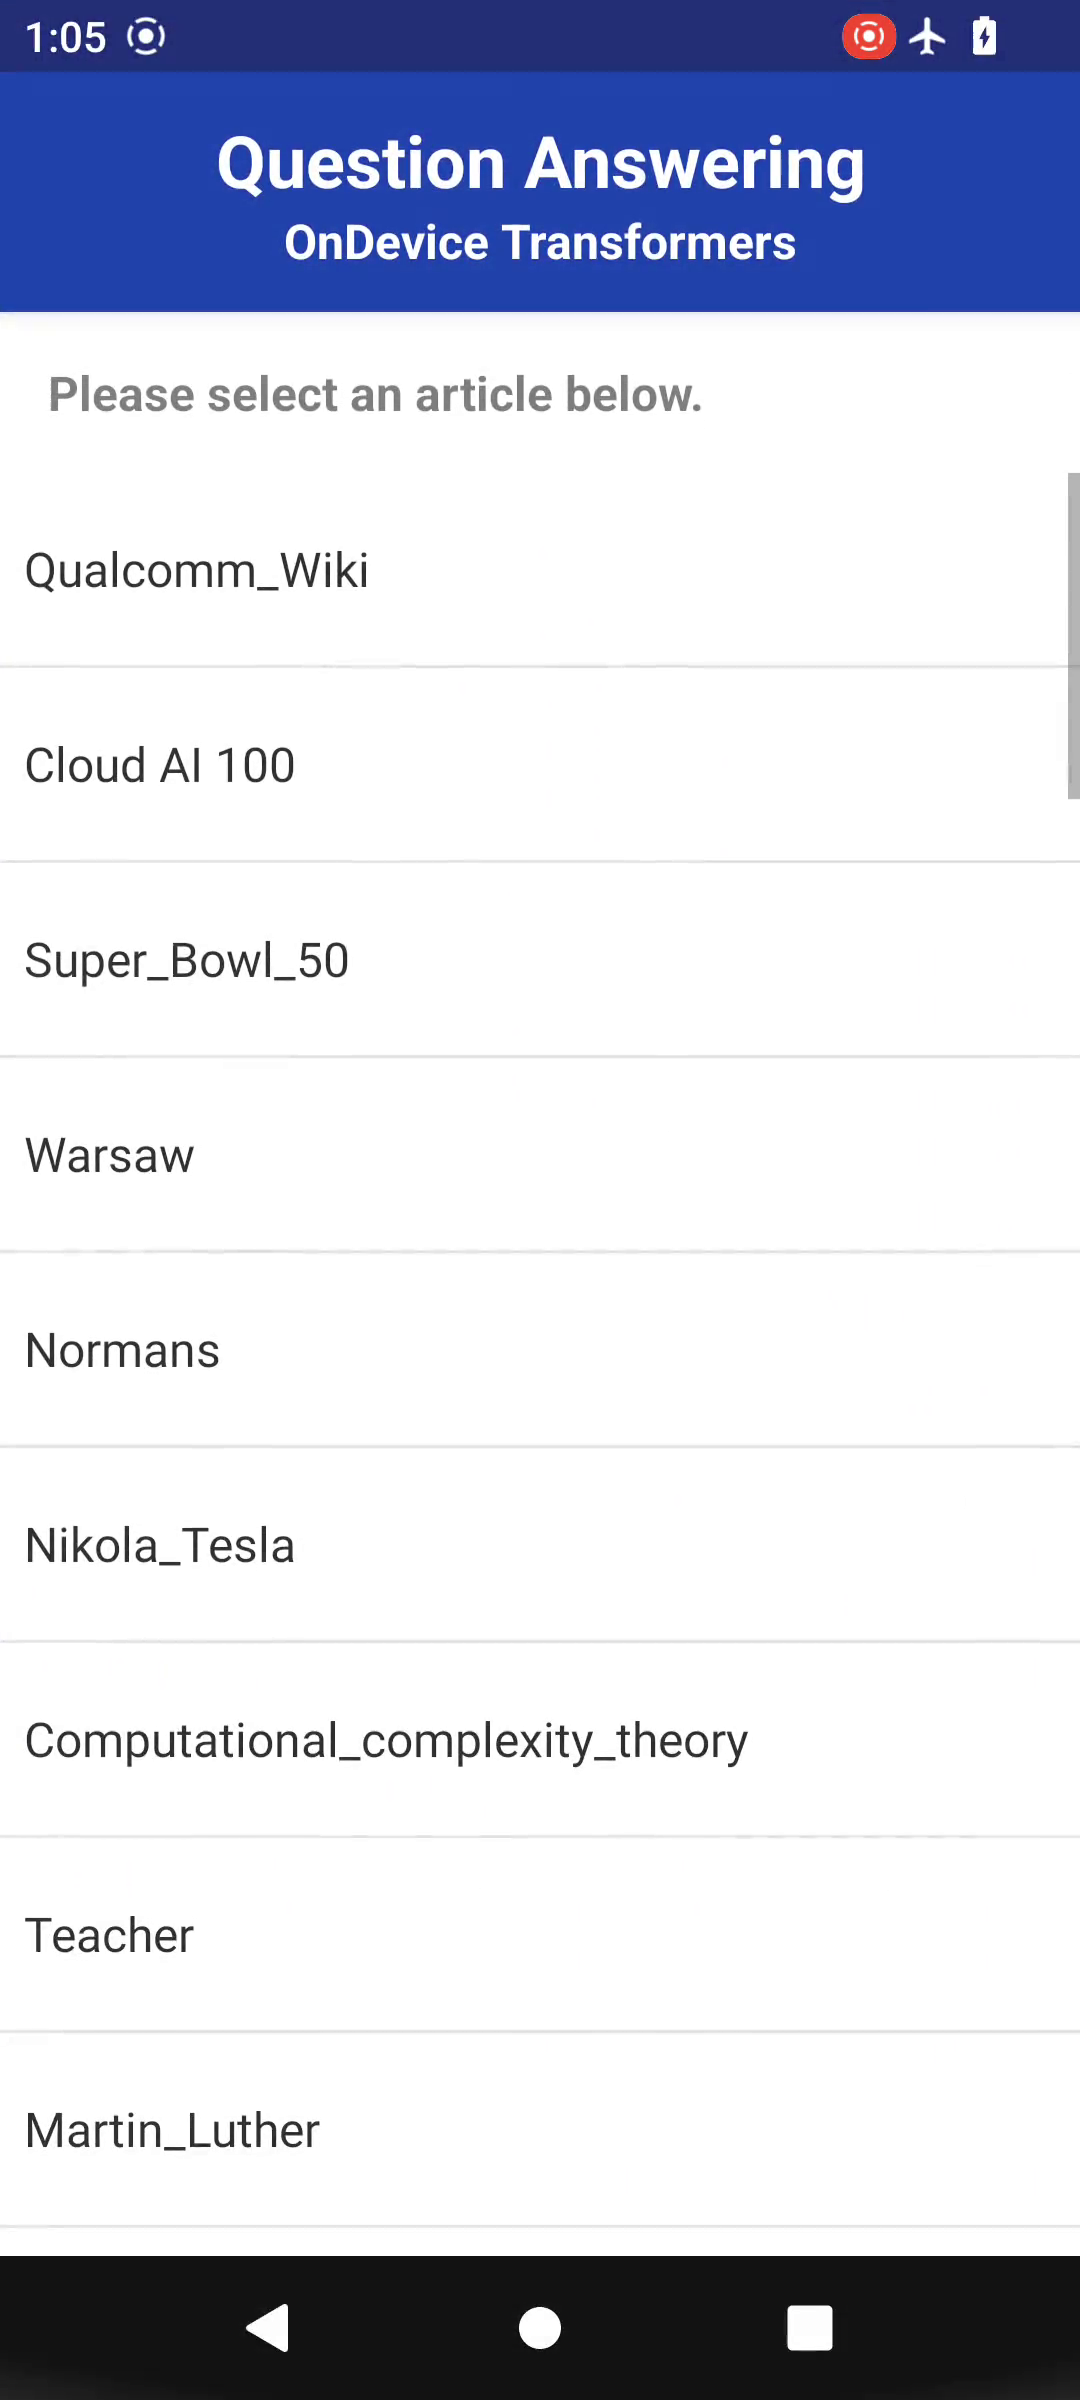 1:05
Question Answering
OnDevice Transformers
Please select an article below.
Qualcomm_Wiki
Cloud AI 100
Super_Bowl_50
Warsaw
Normans
Nikola_Tesla
Computational_complexity_theory
Teacher
Martin_Luther